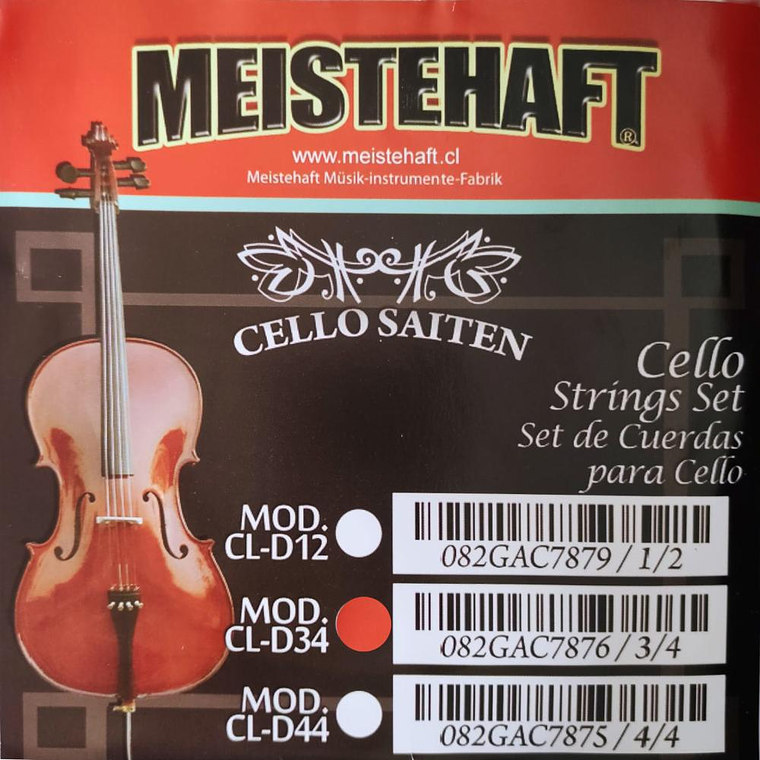 MEISTEHAFT®
www.meistehaft.cl
Meistehaft Müsik-instrumente-Fabrik
CELLO SAITEN
Cello
Strings Set
Set de Cuerdas
para Cello
MOD.
CL-D12
082GAC7879 / 1/2
MOD.
CL-D34
082GAC7876 / 3/4
MOD.
CL-D44
082GAC7875 / 4/4